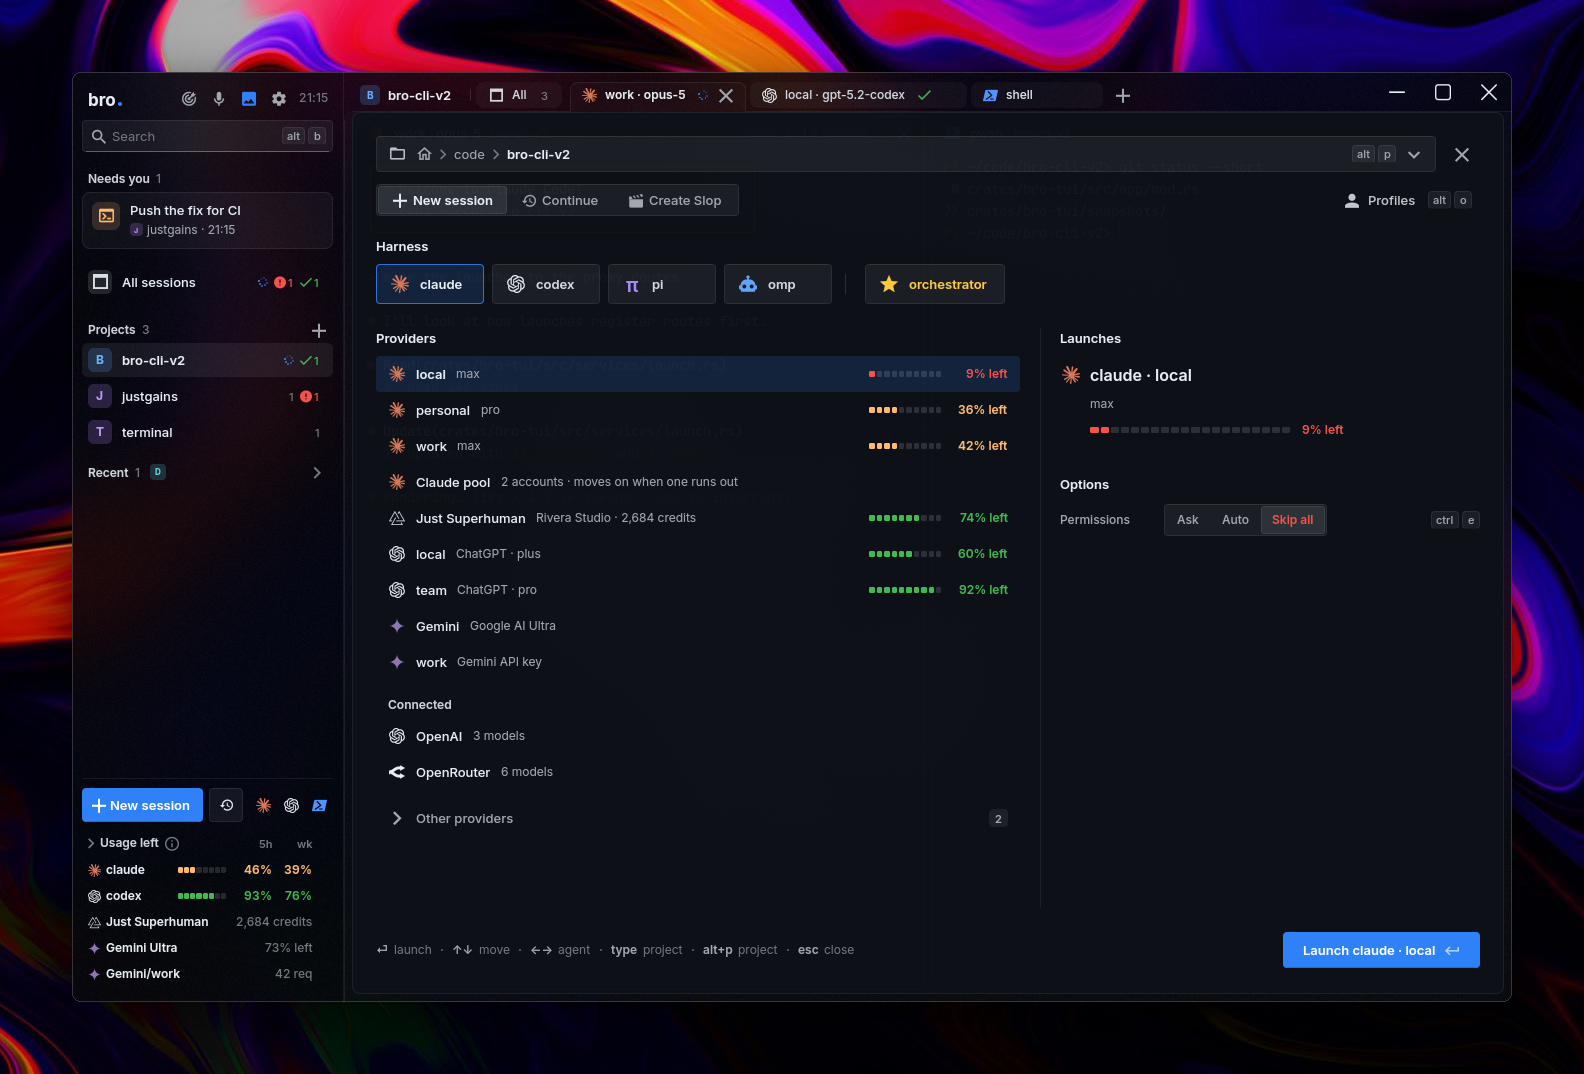 bro.
21:15
Search alt b
Needs you 1
Push the fix for CI
J justgains · 21:15
All sessions 1 1
Projects 3
B bro-cli-v2 1
J justgains 1 1
T terminal 1
Recent 1 D
New session
Usage left 5h wk
claude 46% 39%
codex 93% 76%
Just Superhuman 2,684 credits
Gemini Ultra 73% left
Gemini/work 42 req
B bro-cli-v2
All 3
work · opus-5
local · gpt-5.2-codex
shell
code bro-cli-v2 alt p
New session Continue Create Slop
Profiles alt o
Harness
claude codex pi omp orchestrator
Providers
local max 9% left
personal pro 36% left
work max 42% left
Claude pool 2 accounts · moves on when one runs out
Just Superhuman Rivera Studio · 2,684 credits 74% left
local ChatGPT · plus 60% left
team ChatGPT · pro 92% left
Gemini Google AI Ultra
work Gemini API key
Connected
OpenAI 3 models
OpenRouter 6 models
Other providers 2
Launches
claude · local
max
9% left
Options
Permissions Ask Auto Skip all ctrl e
launch · ↑↓ move · ←→ agent · type project · alt+p project · esc close
Launch claude · local